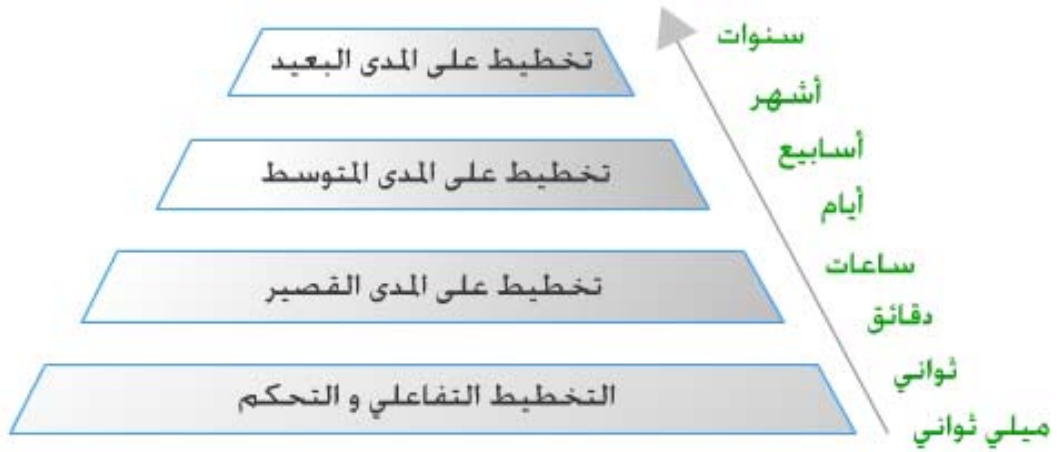 سنوات
تخطيط على المدى البعيد
أشهر
أسابيع
تخطيط على المدى المتوسط
أيام
ساعات
تخطيط على المدى القصير
دقائق
ثواني
التخطيط التفاعلي و التحكم
ميلي ثواني